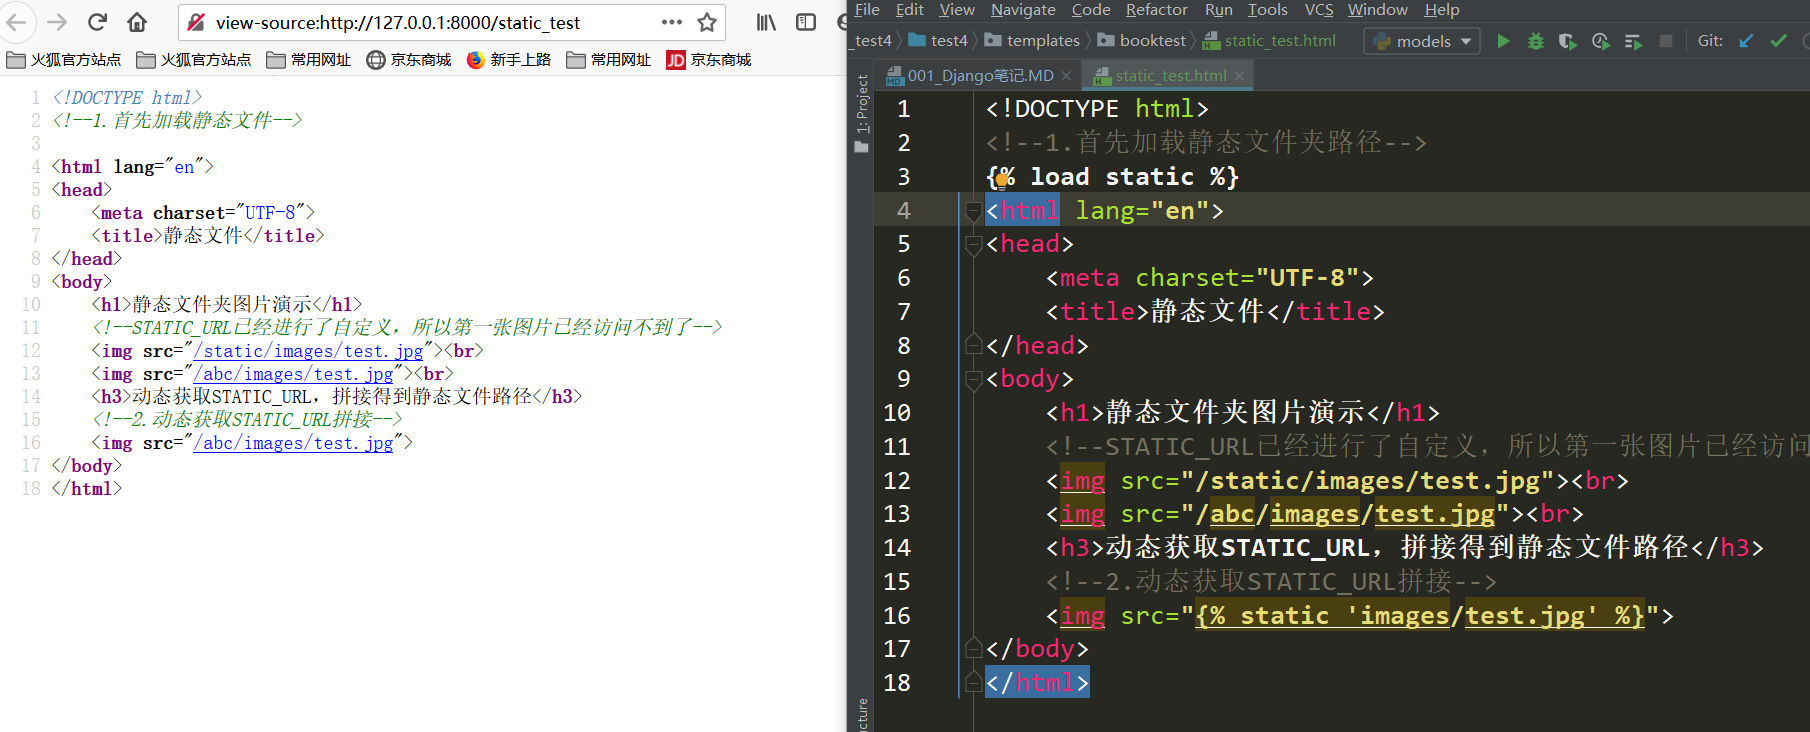 view-source:http://127.0.0.1:8000/static_test
火狐官方站点 火狐官方站点 常用网址 京东商城 新手上路 常用网址 JD 京东商城
1 <!DOCTYPE html>
2 <!--1.首先加载静态文件-->
3
4 <html lang="en">
5 <head>
6 <meta charset="UTF-8">
7 <title>静态文件</title>
8 </head>
9 <body>
10 <h1>静态文件夹图片演示</h1>
11 <!--STATIC_URL已经进行了自定义，所以第一张图片已经访问不到了-->
12 <img src="/static/images/test.jpg"><br>
13 <img src="/abc/images/test.jpg"><br>
14 <h3>动态获取STATIC_URL，拼接得到静态文件路径</h3>
15 <!--2.动态获取STATIC_URL拼接-->
16 <img src="/abc/images/test.jpg">
17 </body>
18 </html>
File Edit View Navigate Code Refactor Run Tools VCS Window Help
_test4 test4 templates booktest static_test.html models Git:
001_Django笔记.MD static_test.html
1: Project
1 <!DOCTYPE html>
2 <!--1.首先加载静态文件夹路径-->
3 {% load static %}
4 <html lang="en">
5 <head>
6 <meta charset="UTF-8">
7 <title>静态文件</title>
8 </head>
9 <body>
10 <h1>静态文件夹图片演示</h1>
11 <!--STATIC_URL已经进行了自定义，所以第一张图片已经访问
12 <img src="/static/images/test.jpg"><br>
13 <img src="/abc/images/test.jpg"><br>
14 <h3>动态获取STATIC_URL，拼接得到静态文件路径</h3>
15 <!--2.动态获取STATIC_URL拼接-->
16 <img src="{% static 'images/test.jpg' %}">
17 </body>
18 </html>
cture